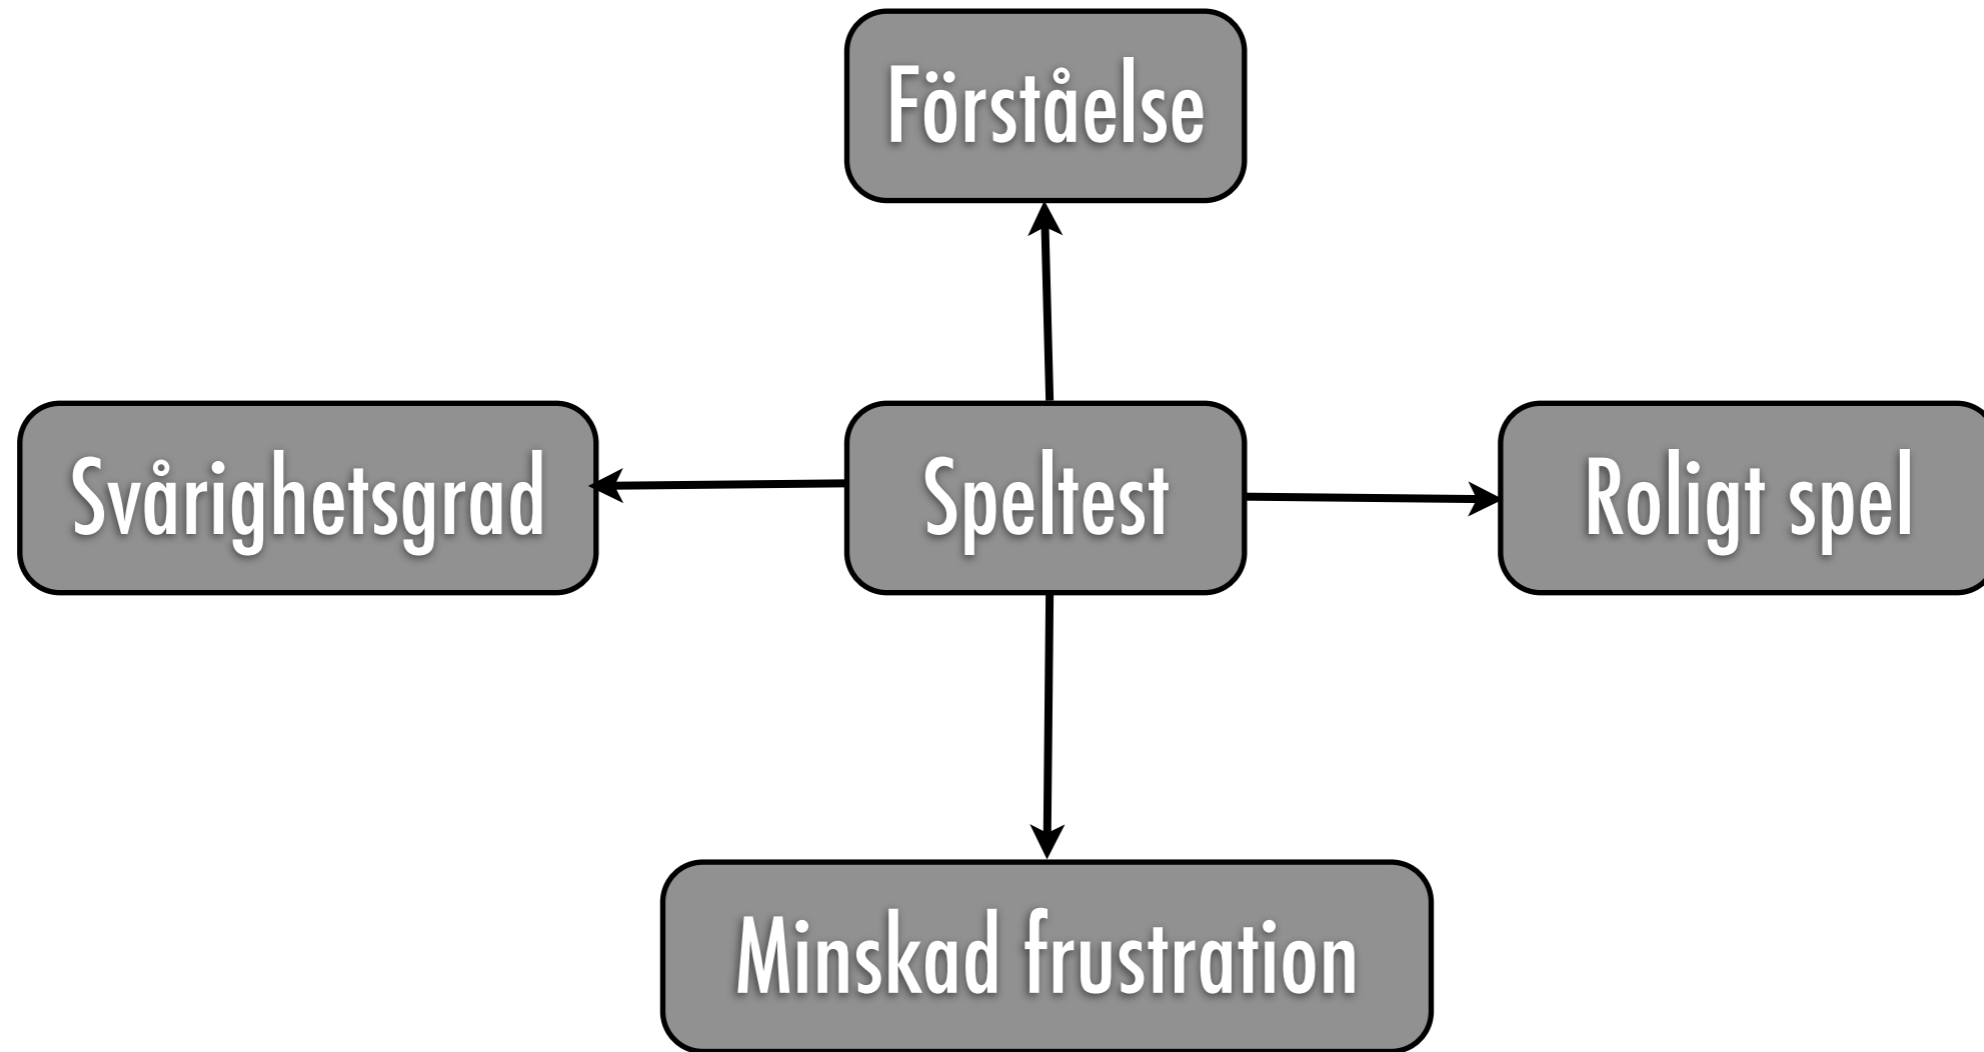 Förståelse
Svårighetsgrad
Speltest
Roligt spel
Minskad frustration